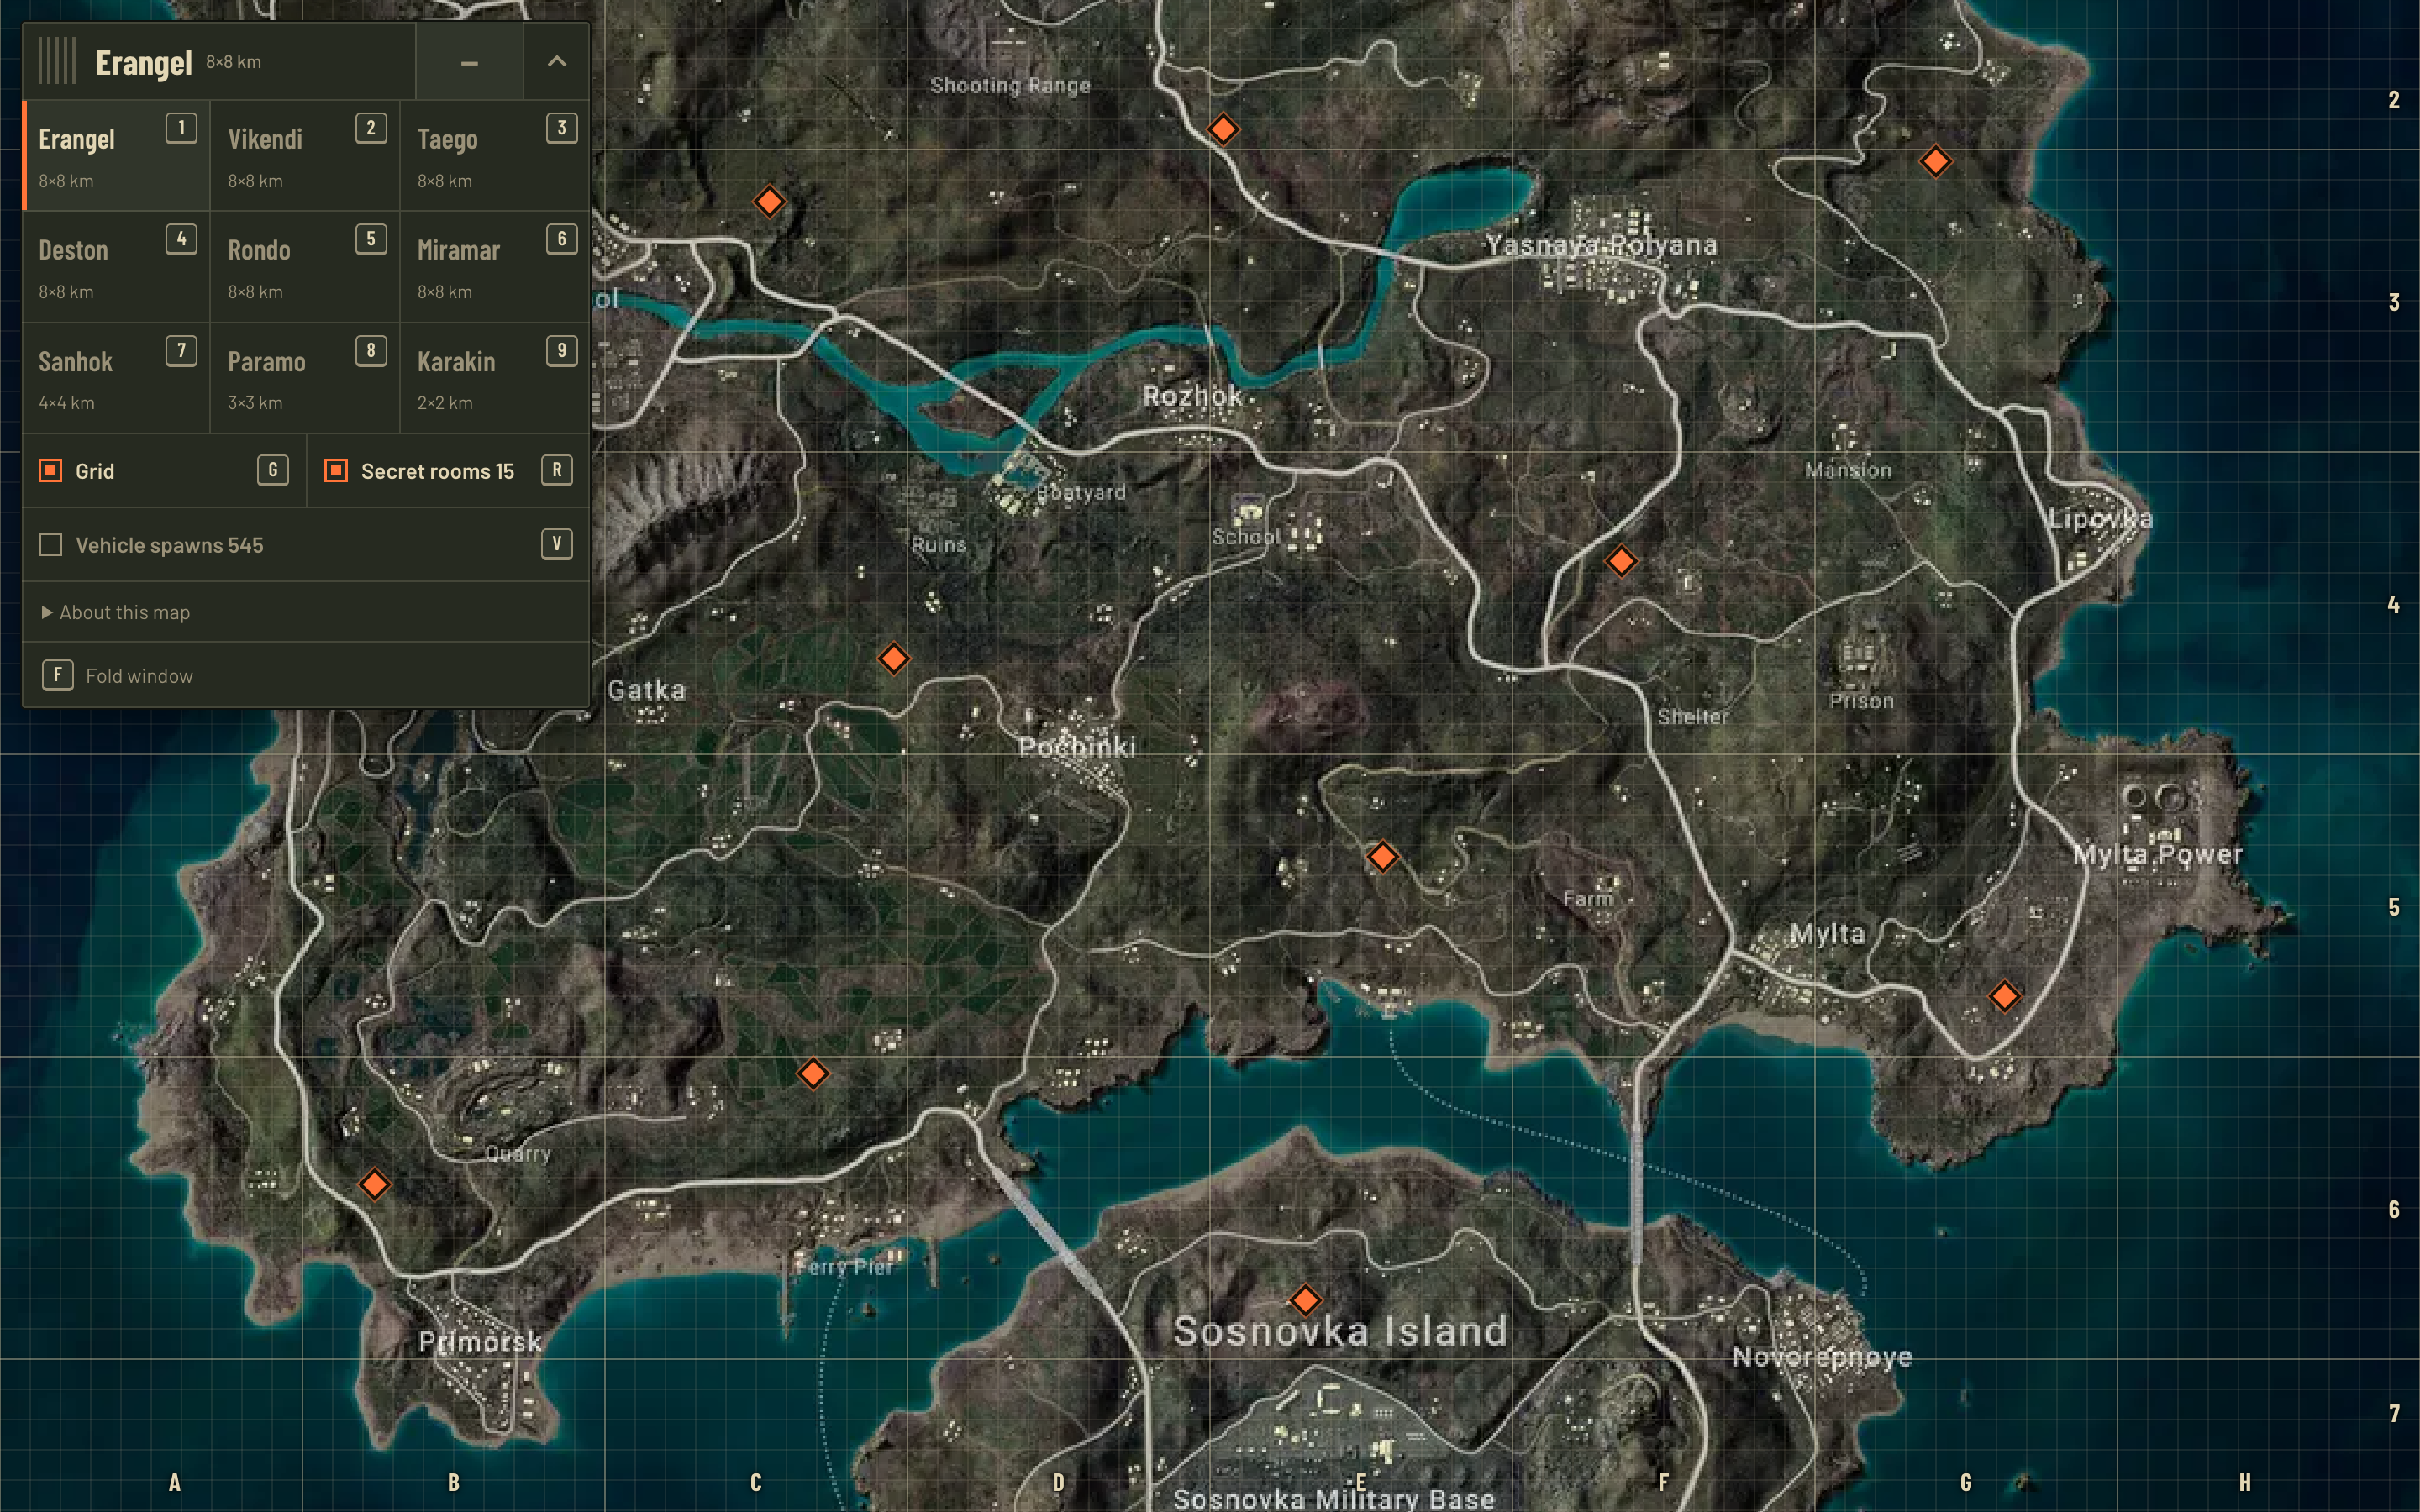 Erangel 8×8 km –
Erangel 1 Vikendi 2 Taego 3
8×8 km 8×8 km 8×8 km
Deston 4 Rondo 5 Miramar 6
8×8 km 8×8 km 8×8 km
Sanhok 7 Paramo 8 Karakin 9
4×4 km 3×3 km 2×2 km
Grid G Secret rooms 15 R
Vehicle spawns 545 V
About this map
F Fold window
Shooting Range
2
Yasnaya Polyana
ol
3
Rozhok
Mansion
Boatyard
Lipovka
School
Ruins
4
Gatka
Prison
Shelter
Pochinki
Mylta Power
Farm
5
Mylta
Quarry
6
Ferry Pier
Sosnovka Island
Primorsk
Novorepnoye
7
A B C D E F G H
Sosnovka Military Base